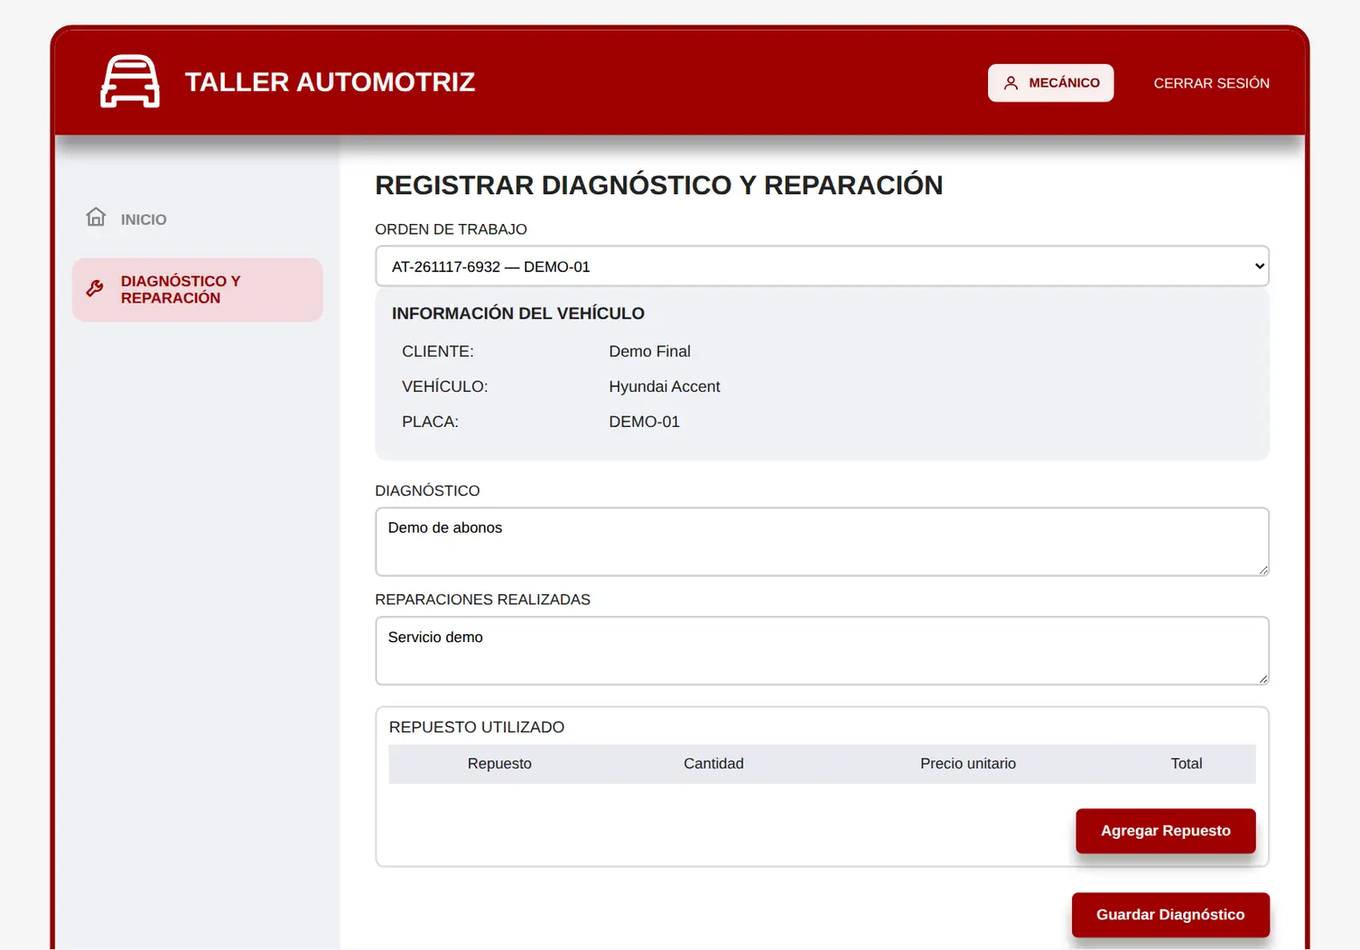 TALLER AUTOMOTRIZ
MECÁNICO
CERRAR SESIÓN
INICIO
DIAGNÓSTICO Y
REPARACIÓN
REGISTRAR DIAGNÓSTICO Y REPARACIÓN
ORDEN DE TRABAJO
AT-261117-6932 — DEMO-01
INFORMACIÓN DEL VEHÍCULO
CLIENTE: Demo Final
VEHÍCULO: Hyundai Accent
PLACA: DEMO-01
DIAGNÓSTICO
Demo de abonos
REPARACIONES REALIZADAS
Servicio demo
REPUESTO UTILIZADO
Repuesto Cantidad Precio unitario Total
Agregar Repuesto
Guardar Diagnóstico